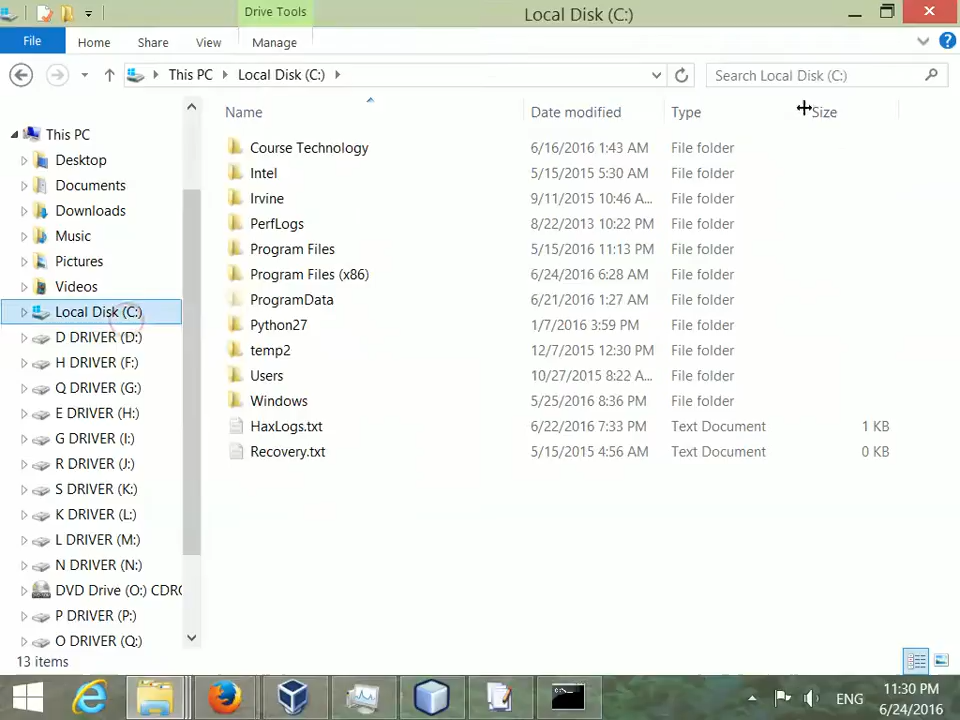 Drive Tools
Local Disk (C:)
File
Home
Share
View
Manage
This PC
Local Disk (C:)
Search Local Disk (C:)
Name
Date modified
Type
Size
This PC
Desktop
Documents
Downloads
Music
Pictures
Videos
Local Disk (C:)
D DRIVER (D:)
H DRIVER (F:)
Q DRIVER (G:)
E DRIVER (H:)
G DRIVER (I:)
R DRIVER (J:)
S DRIVER (K:)
K DRIVER (L:)
L DRIVER (M:)
N DRIVER (N:)
DVD Drive (O:) CDRO
P DRIVER (P:)
O DRIVER (Q:)
Course Technology 6/16/2016 1:43 AM File folder
Intel 5/15/2015 5:30 AM File folder
Irvine 9/11/2015 10:46 A... File folder
PerfLogs 8/22/2013 10:22 PM File folder
Program Files 5/15/2016 11:13 PM File folder
Program Files (x86) 6/24/2016 6:28 AM File folder
ProgramData 6/21/2016 1:27 AM File folder
Python27 1/7/2016 3:59 PM File folder
temp2 12/7/2015 12:30 PM File folder
Users 10/27/2015 8:22 A... File folder
Windows 5/25/2016 8:36 PM File folder
HaxLogs.txt 6/22/2016 7:33 PM Text Document 1 KB
Recovery.txt 5/15/2015 4:56 AM Text Document 0 KB
13 items
ENG
11:30 PM
6/24/2016